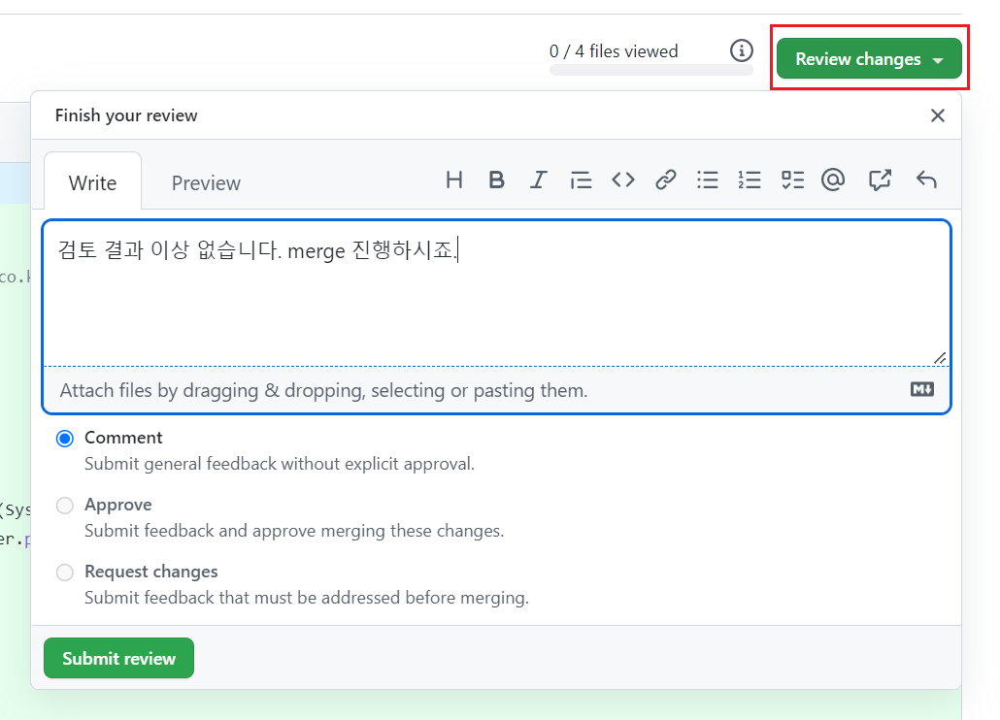 0 / 4 files viewed
Review changes
Finish your review
Write
Preview
검토 결과 이상 없습니다. merge 진행하시죠.
co.k
Attach files by dragging & dropping, selecting or pasting them.
Comment
Submit general feedback without explicit approval.
Approve
(Sys
Submit feedback and approve merging these changes.
er.p
Request changes
Submit feedback that must be addressed before merging.
Submit review